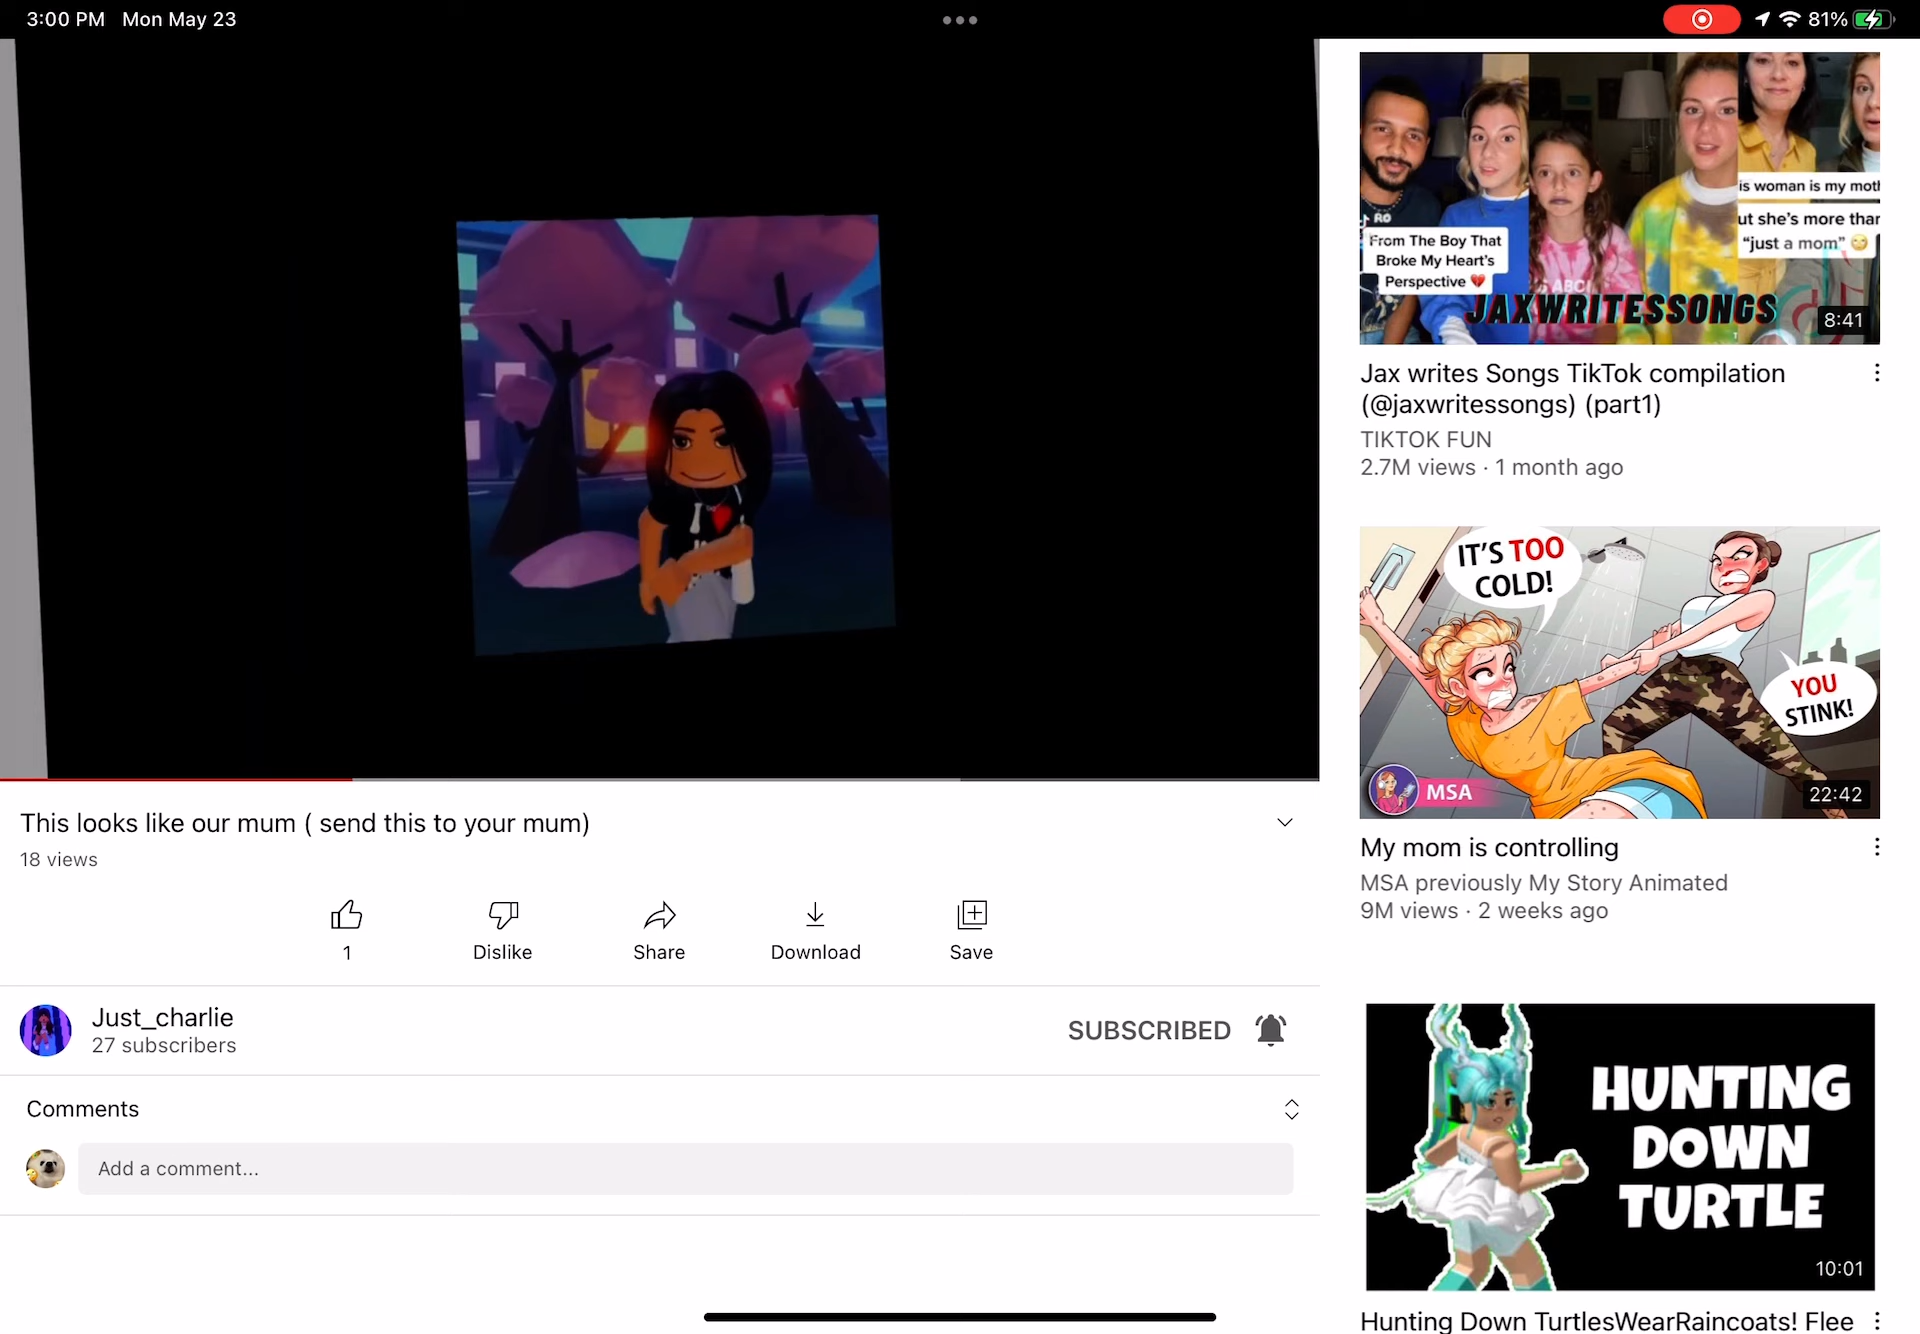 3:00 PM Mon May 23
81%
RO
From The Boy That
Broke My Heart's
Perspective 💔
is woman is my moth
ut she's more than
"just a mom" 😌
JAXWRITESSONGS
8:41
Jax writes Songs TikTok compilation
(@jaxwritessongs) (part1)
TIKTOK FUN
2.7M views · 1 month ago
IT'S TOO
COLD!
YOU
STINK!
MSA
22:42
My mom is controlling
MSA previously My Story Animated
9M views · 2 weeks ago
HUNTING
DOWN
TURTLE
10:01
Hunting Down TurtlesWearRaincoats! Flee
This looks like our mum ( send this to your mum)
18 views
1
Dislike
Share
Download
Save
Just_charlie
27 subscribers
SUBSCRIBED
Comments
Add a comment...